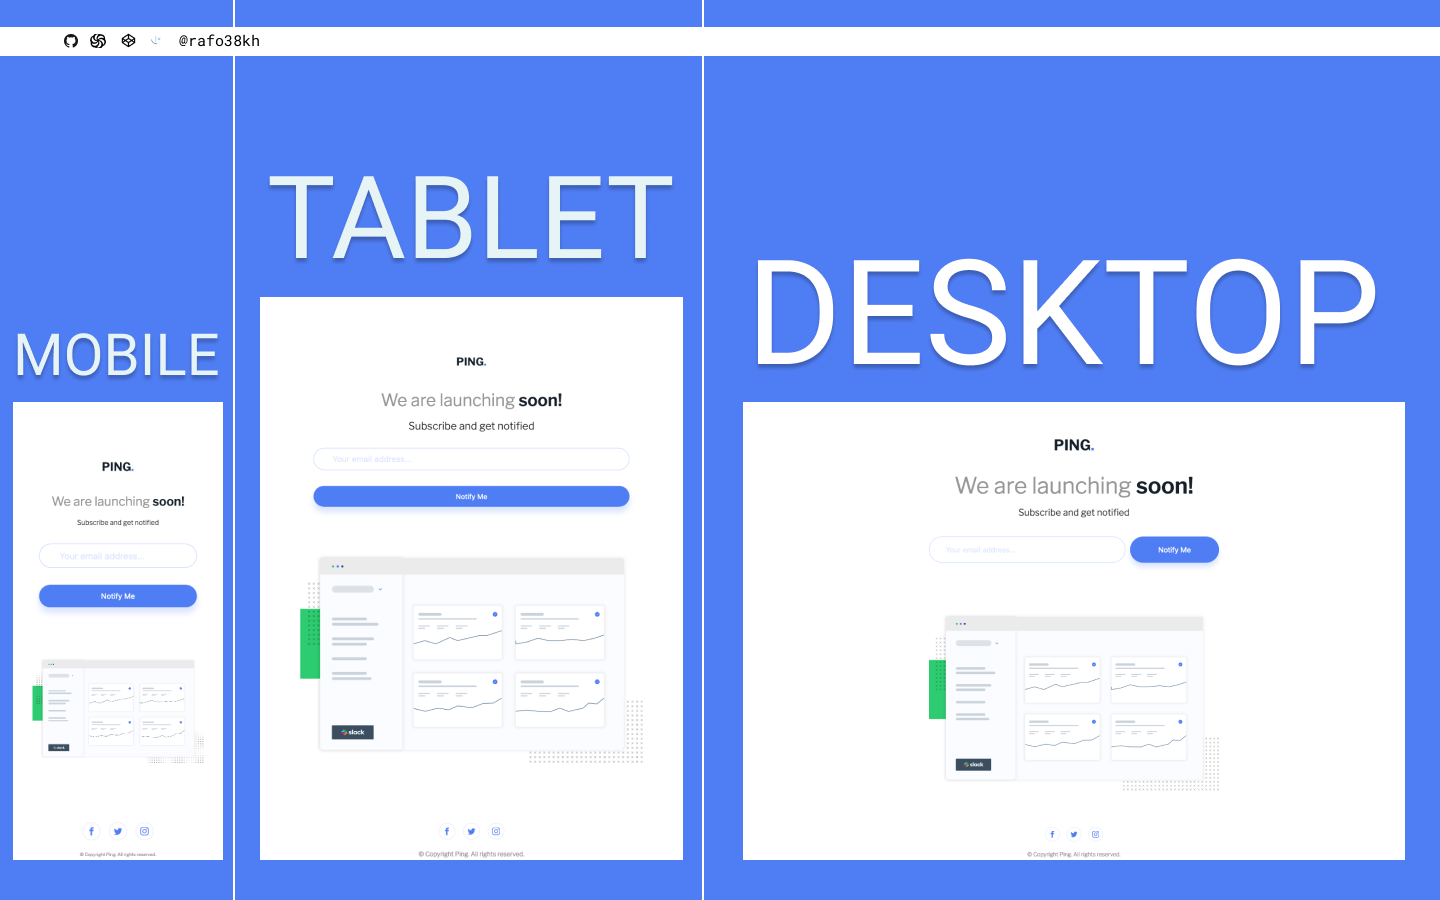 @rafo38kh
MOBILE
PING.
We are launching soon!
Subscribe and get notified
Your email address...
Notify Me
slack
© Copyright Ping. All rights reserved.
TABLET
PING.
We are launching soon!
Subscribe and get notified
Your email address...
Notify Me
slack
© Copyright Ping. All rights reserved.
DESKTOP
PING.
We are launching soon!
Subscribe and get notified
Your email address...
Notify Me
slack
© Copyright Ping. All rights reserved.